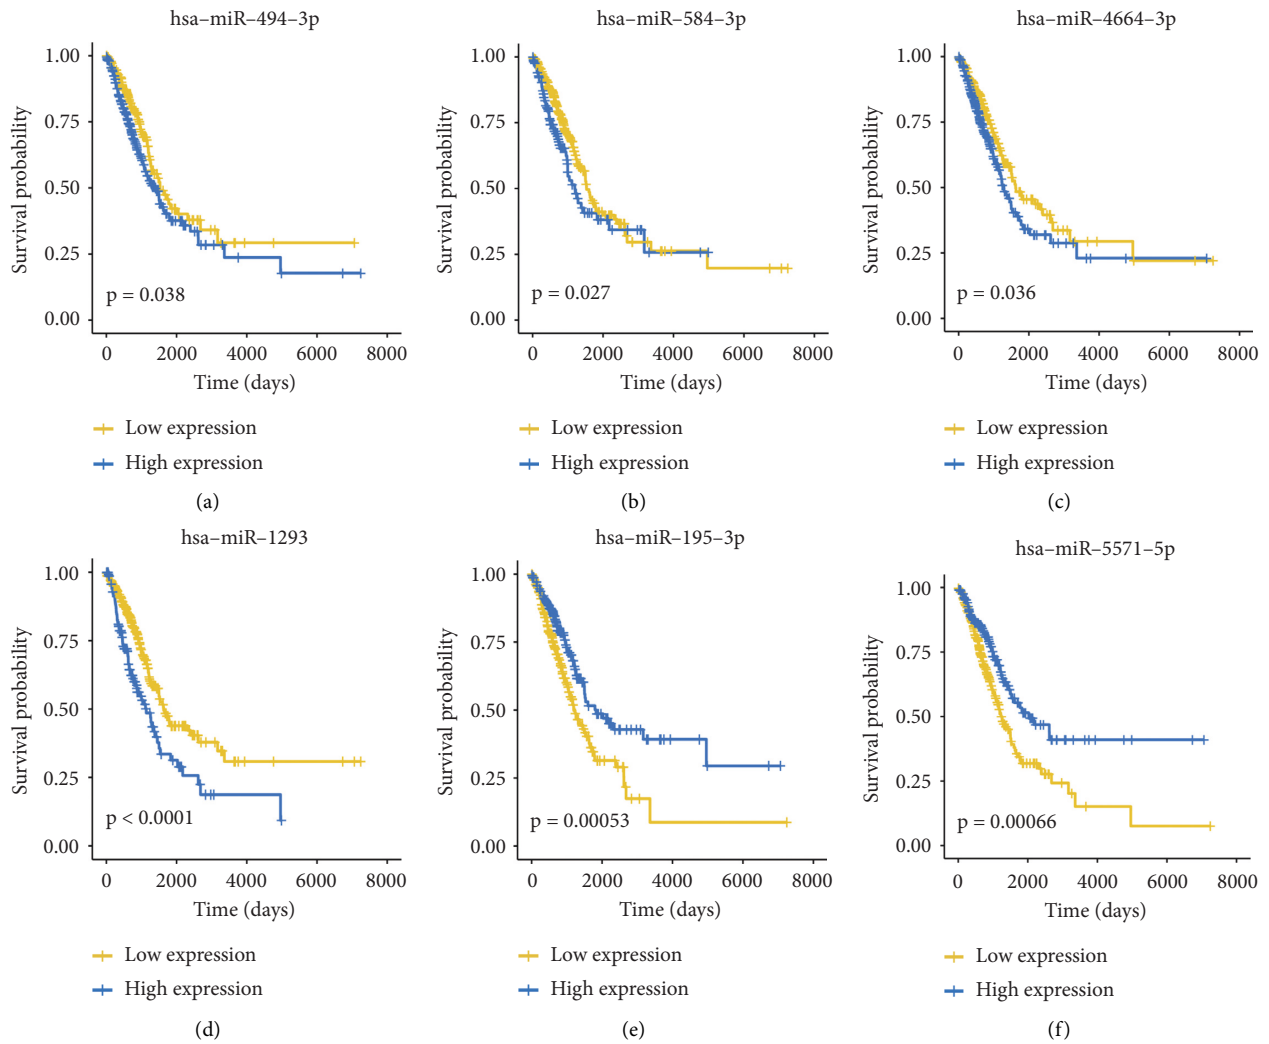 hsa–miR–494–3p
Survival probability
1.00
0.75
0.50
0.25
0.00
p = 0.038
0 2000 4000 6000 8000
Time (days)
Low expression
High expression
(a)
hsa–miR–584–3p
Survival probability
1.00
0.75
0.50
0.25
0.00
p = 0.027
0 2000 4000 6000 8000
Time (days)
Low expression
High expression
(b)
hsa–miR–4664–3p
Survival probability
1.00
0.75
0.50
0.25
0.00
p = 0.036
0 2000 4000 6000 8000
Time (days)
Low expression
High expression
(c)
hsa–miR–1293
Survival probability
1.00
0.75
0.50
0.25
0.00
p < 0.0001
0 2000 4000 6000 8000
Time (days)
Low expression
High expression
(d)
hsa–miR–195–3p
Survival probability
1.00
0.75
0.50
0.25
0.00
p = 0.00053
0 2000 4000 6000 8000
Time (days)
Low expression
High expression
(e)
hsa–miR–5571–5p
Survival probability
1.00
0.75
0.50
0.25
0.00
p = 0.00066
0 2000 4000 6000 8000
Time (days)
Low expression
High expression
(f)